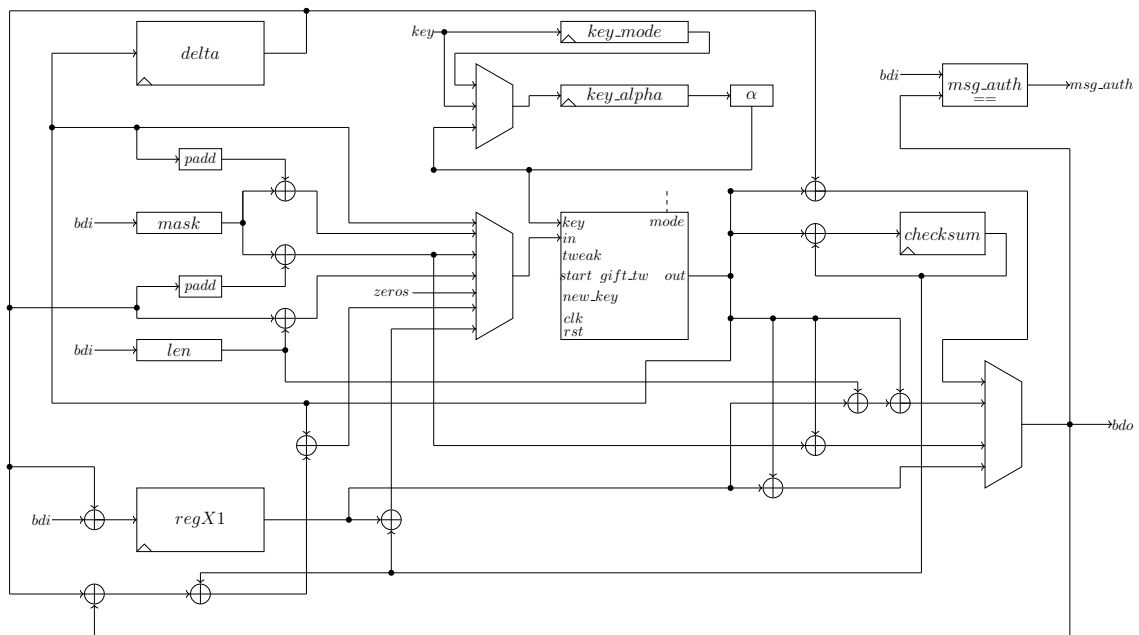 key
key_mode
delta
bdi
msg_auth
==
msg_auth
key_alpha
α
padd
bdi
mask
key
mode
in
tweak
start gift_tw out
new_key
clk
rst
checksum
padd
zeros
bdi
len
bdo
bdi
regX1